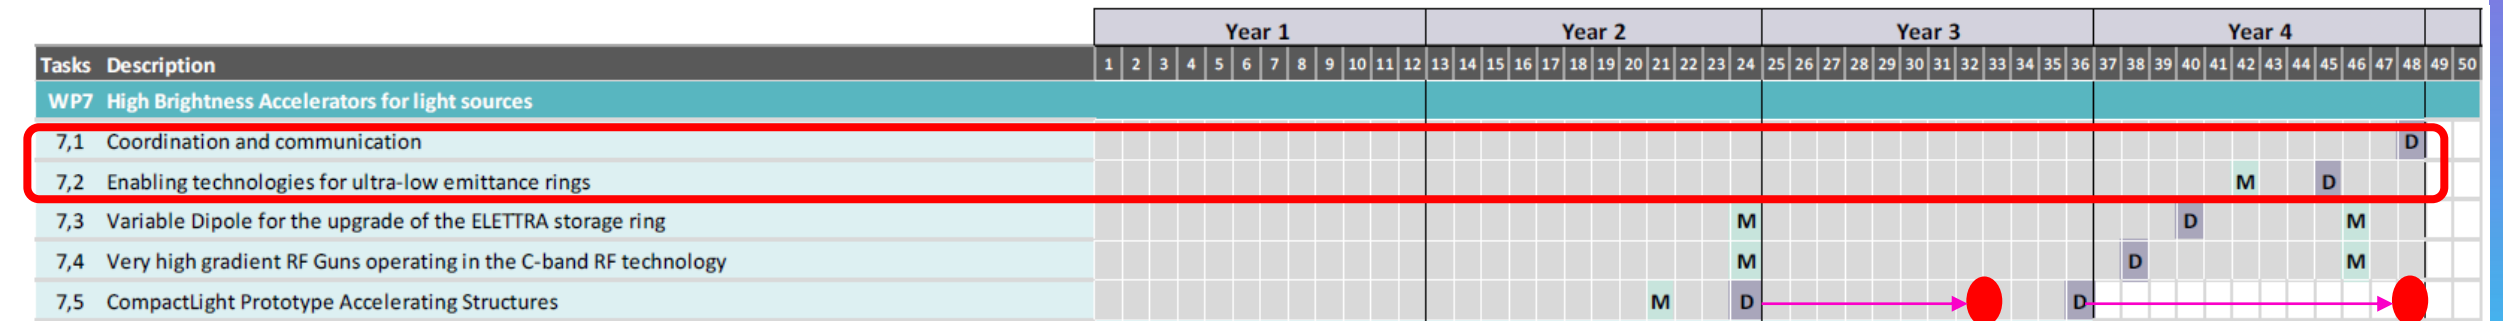 Year 1 Year 2 Year 3 Year 4
Tasks Description 1 2 3 4 5 6 7 8 9 10 11 12 13 14 15 16 17 18 19 20 21 22 23 24 25 26 27 28 29 30 31 32 33 34 35 36 37 38 39 40 41 42 43 44 45 46 47 48 49 50
WP7 High Brightness Accelerators for light sources
7,1 Coordination and communication D
7,2 Enabling technologies for ultra-low emittance rings M D
7,3 Variable Dipole for the upgrade of the ELETTRA storage ring M D M
7,4 Very high gradient RF Guns operating in the C-band RF technology M D M
7,5 CompactLight Prototype Accelerating Structures M D D